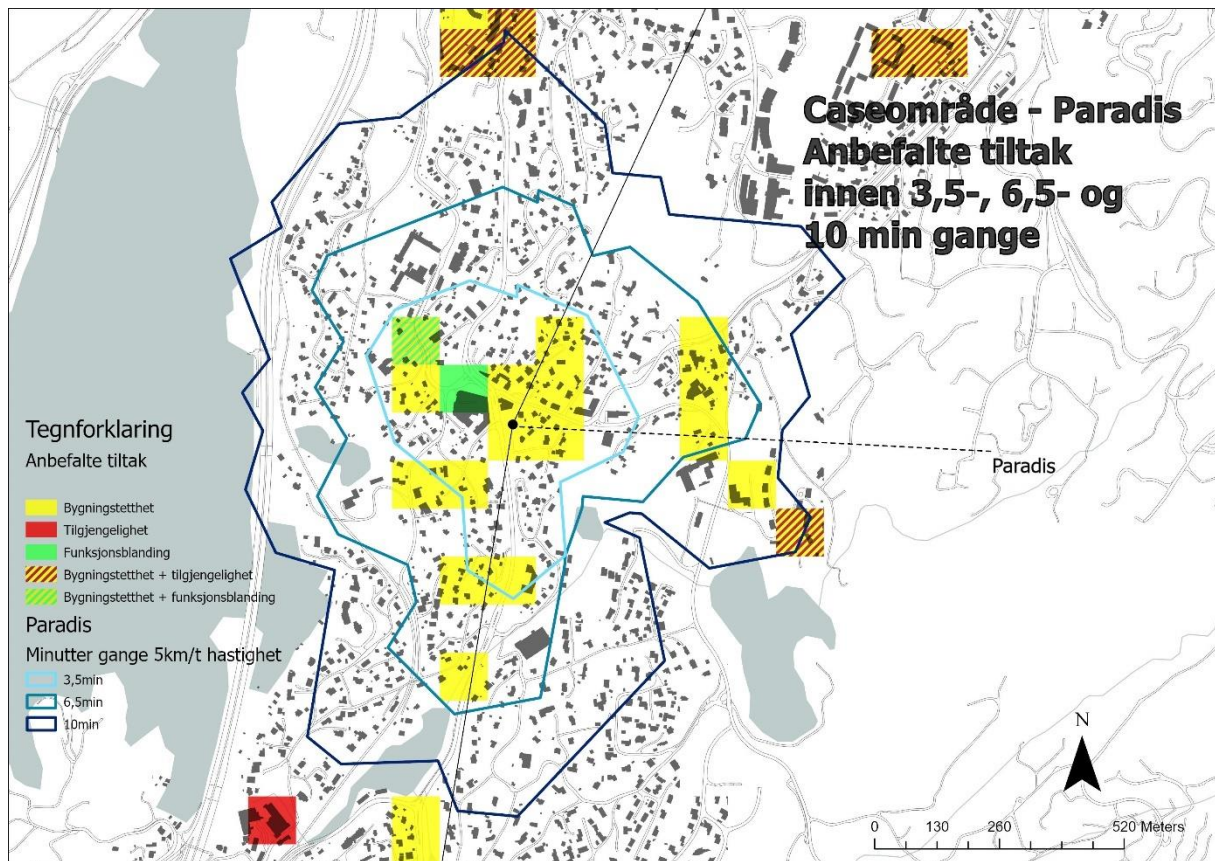 Caseområde - Paradis
Anbefalte tiltak
innen 3,5-, 6,5- og
10 min gange
Paradis
Tegnforklaring
Anbefalte tiltak
Bygningstetthet
Tilgjengelighet
Funksjonsblanding
Bygningstetthet + tilgjengelighet
Bygningstetthet + funksjonsblanding
Paradis
Minutter gange 5km/t hastighet
3,5min
6,5min
10min
N
0 130 260 520 Meters